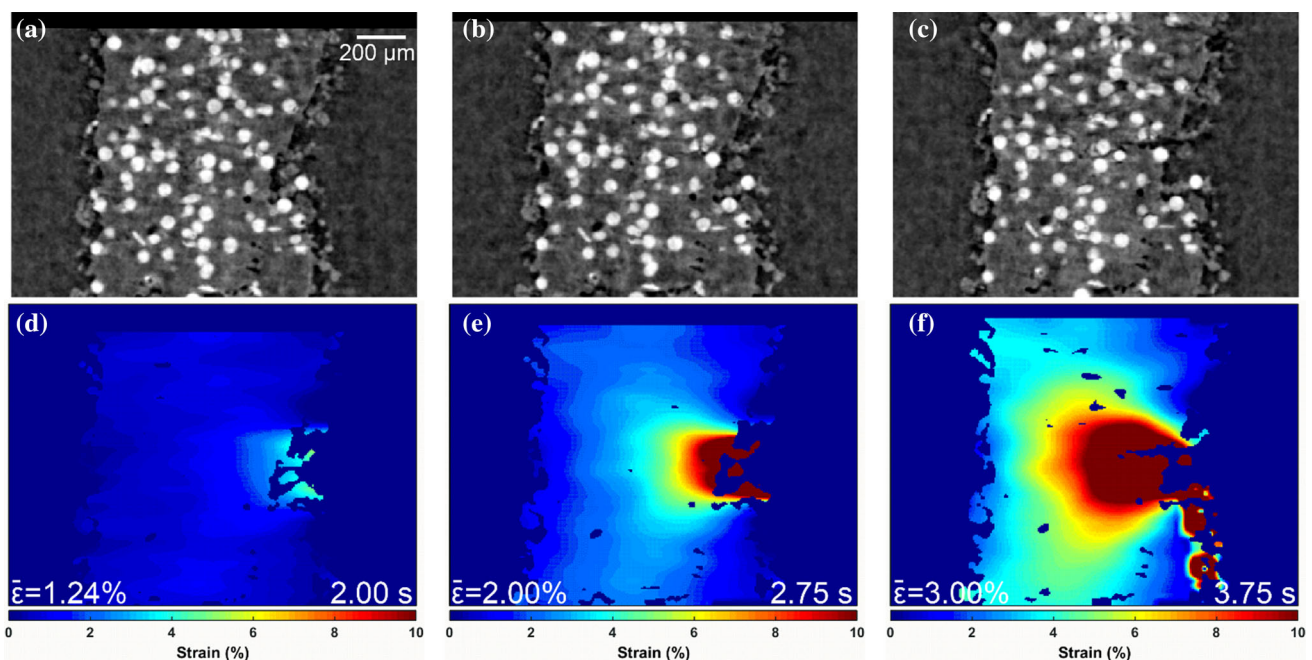 (a)
200 µm
(b)
(c)
(d)
ε̄=1.24%
2.00 s
(e)
ε̄=2.00%
2.75 s
(f)
ε̄=3.00%
3.75 s
0 2 4 6 8 10
Strain (%)
0 2 4 6 8 10
Strain (%)
0 2 4 6 8 10
Strain (%)